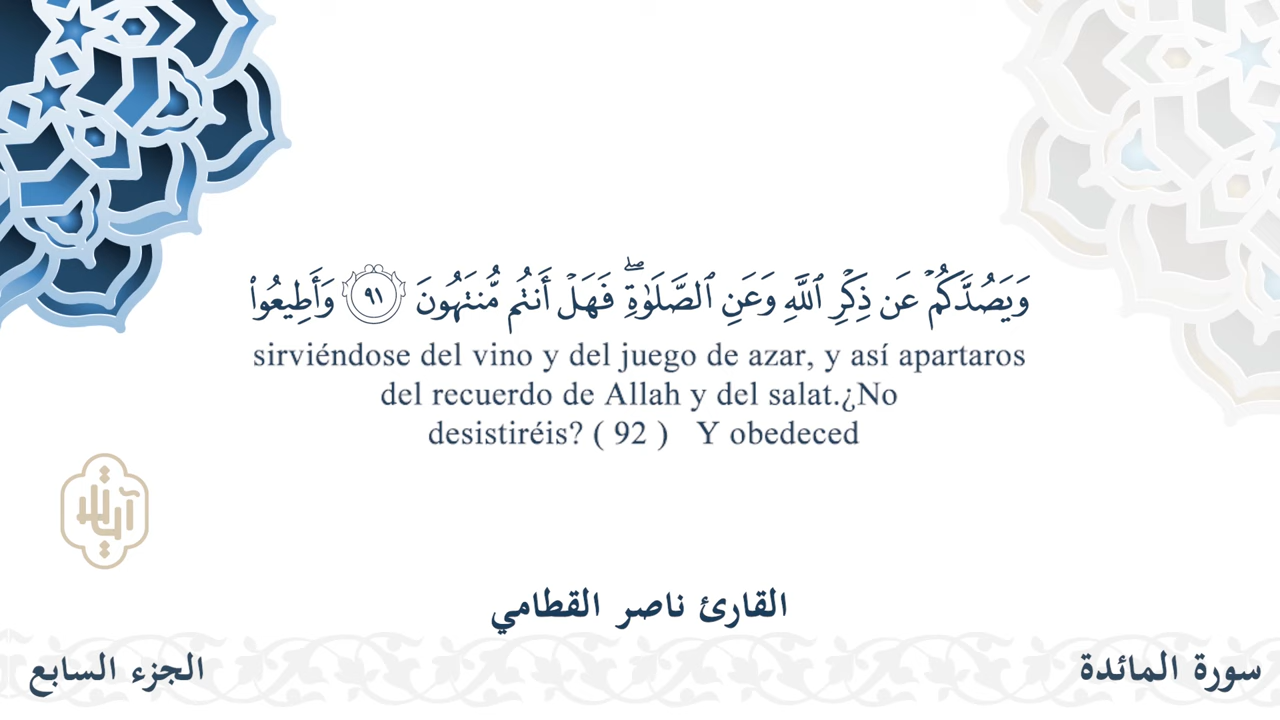 وَيَصُدَّكُمْ عَن ذِكْرِ ٱللَّهِ وَعَنِ ٱلصَّلَوٰةِ ۖ فَهَلْ أَنتُم مُّنتَهُونَ ٩١ وَأَطِيعُوا۟
sirviéndose del vino y del juego de azar, y así apartaros
del recuerdo de Allah y del salat.¿No
desistiréis? ( 92 ) Y obedeced
آيات
القارئ ناصر القطامي
سورة المائدة
الجزء السابع